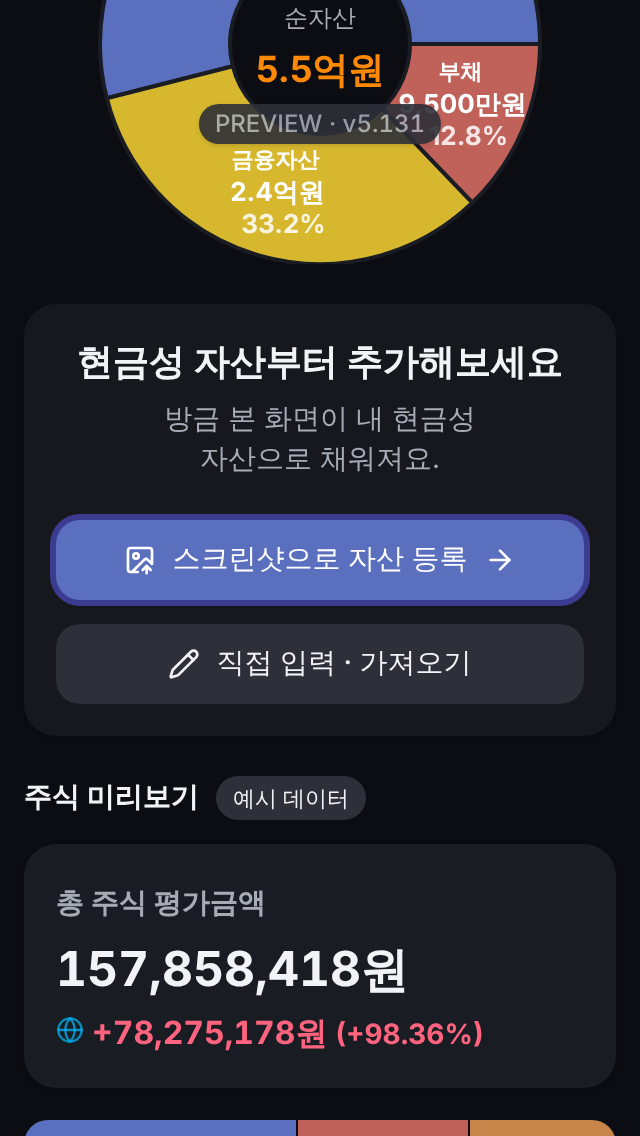 순자산
5.5억원
부채
9,500만원
12.8%
PREVIEW · v5.131
금융자산
2.4억원
33.2%
현금성 자산부터 추가해보세요
방금 본 화면이 내 현금성
자산으로 채워져요.
스크린샷으로 자산 등록 →
직접 입력 · 가져오기
주식 미리보기
예시 데이터
총 주식 평가금액
157,858,418원
+78,275,178원 (+98.36%)